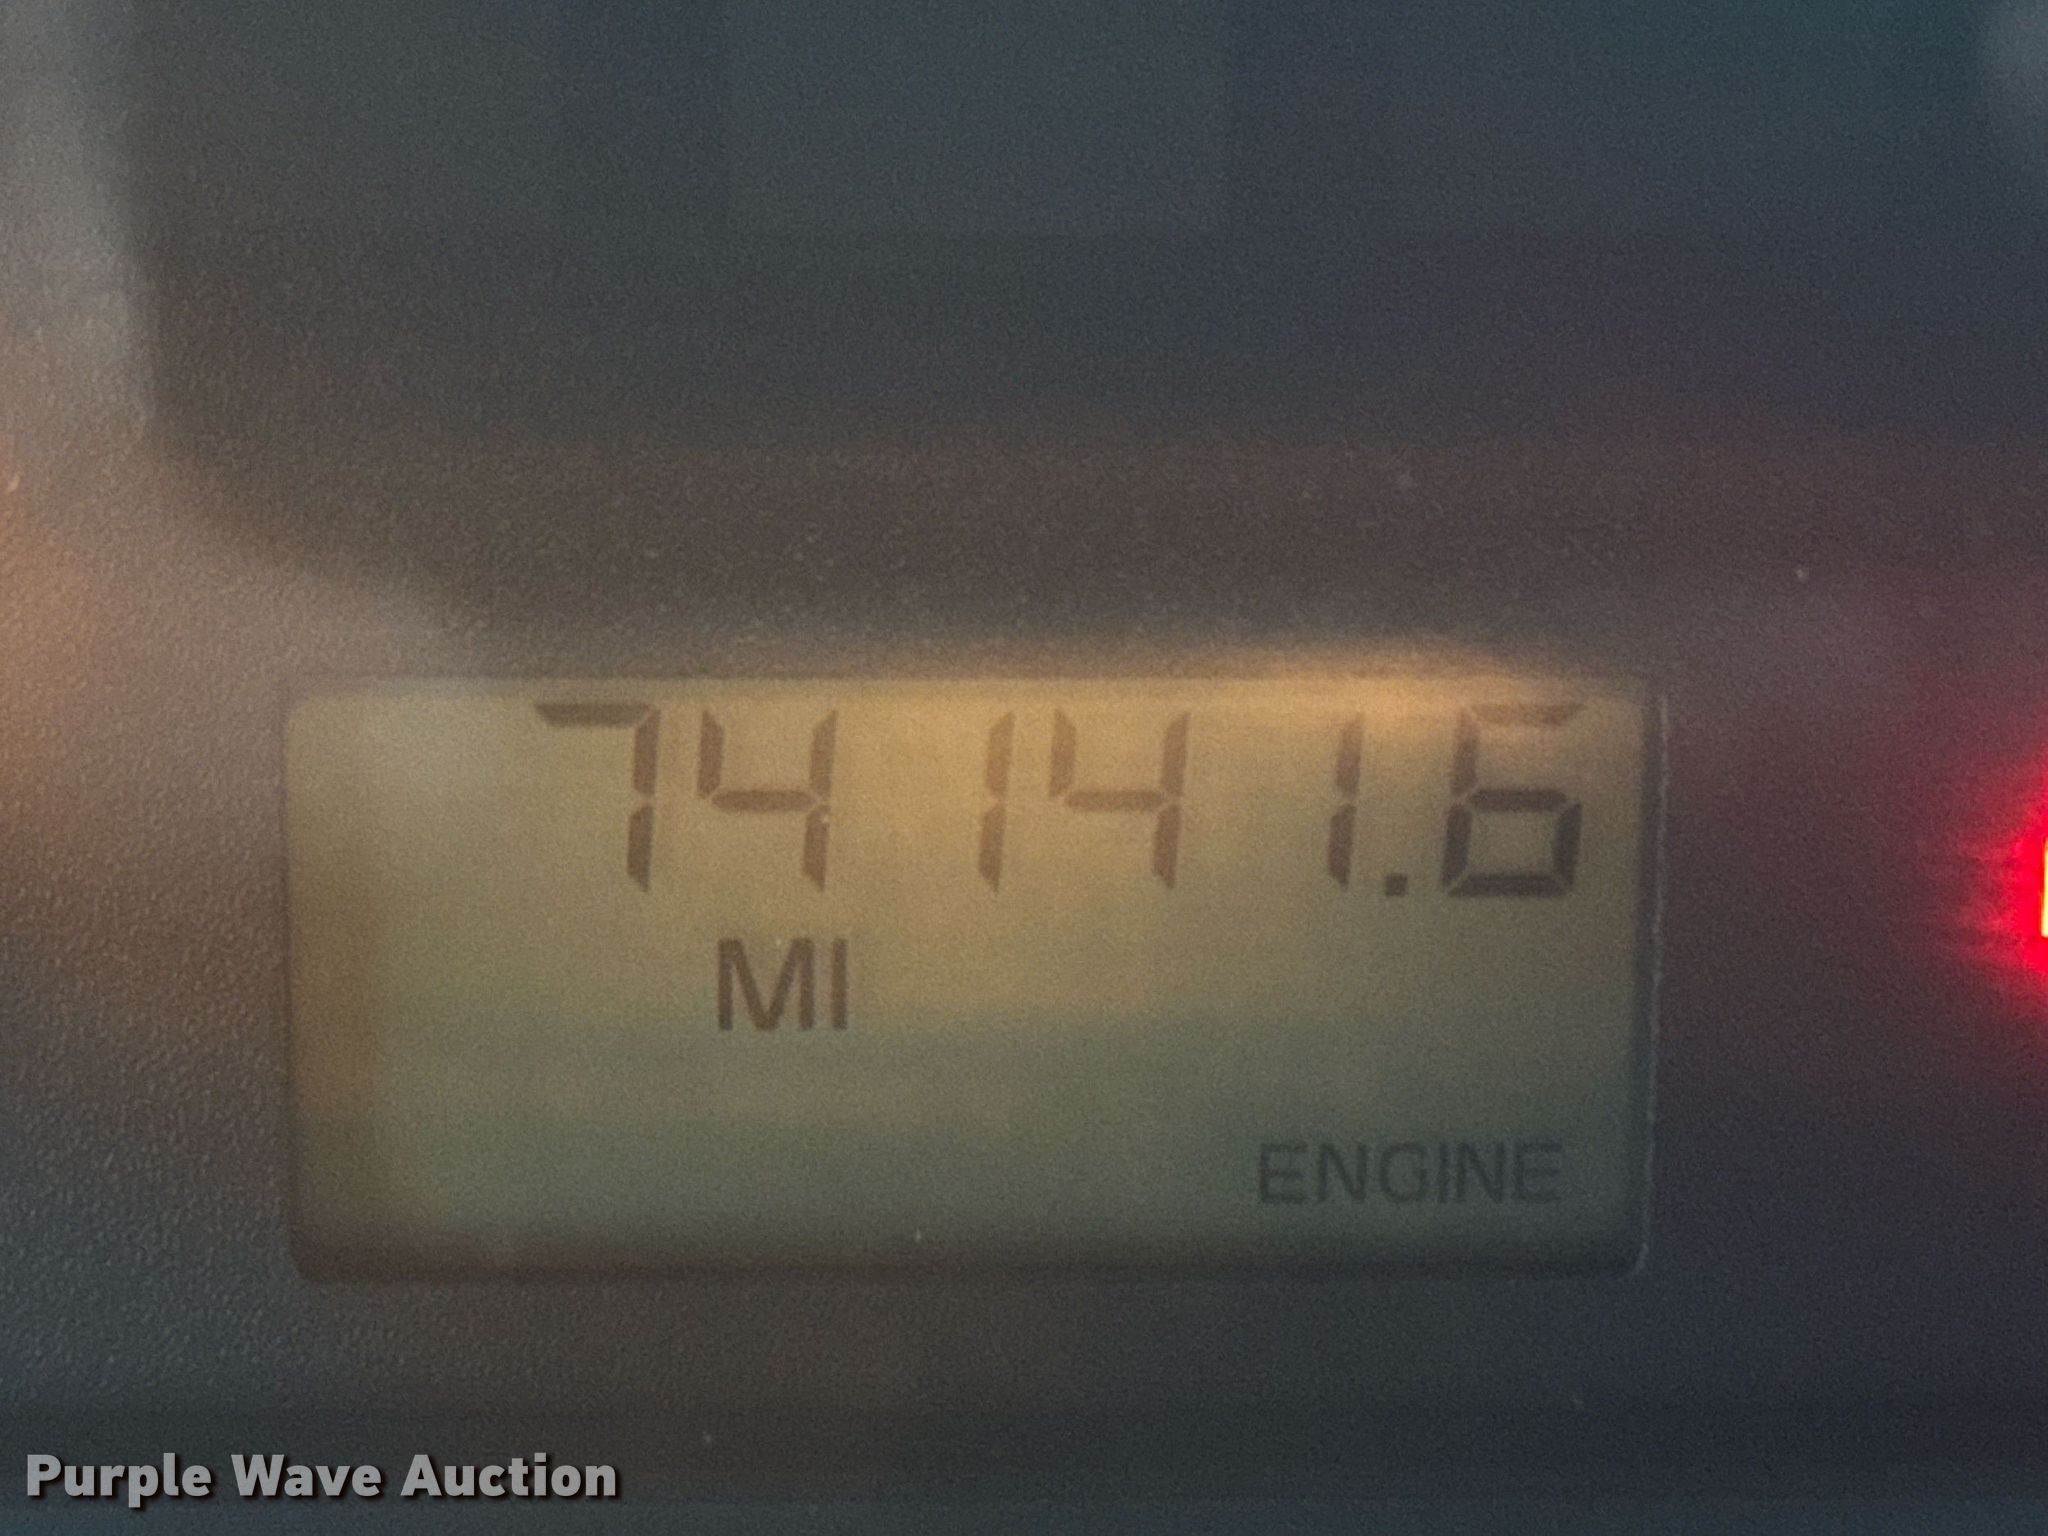 74141.6
MI
ENGINE
Purple Wave Auction